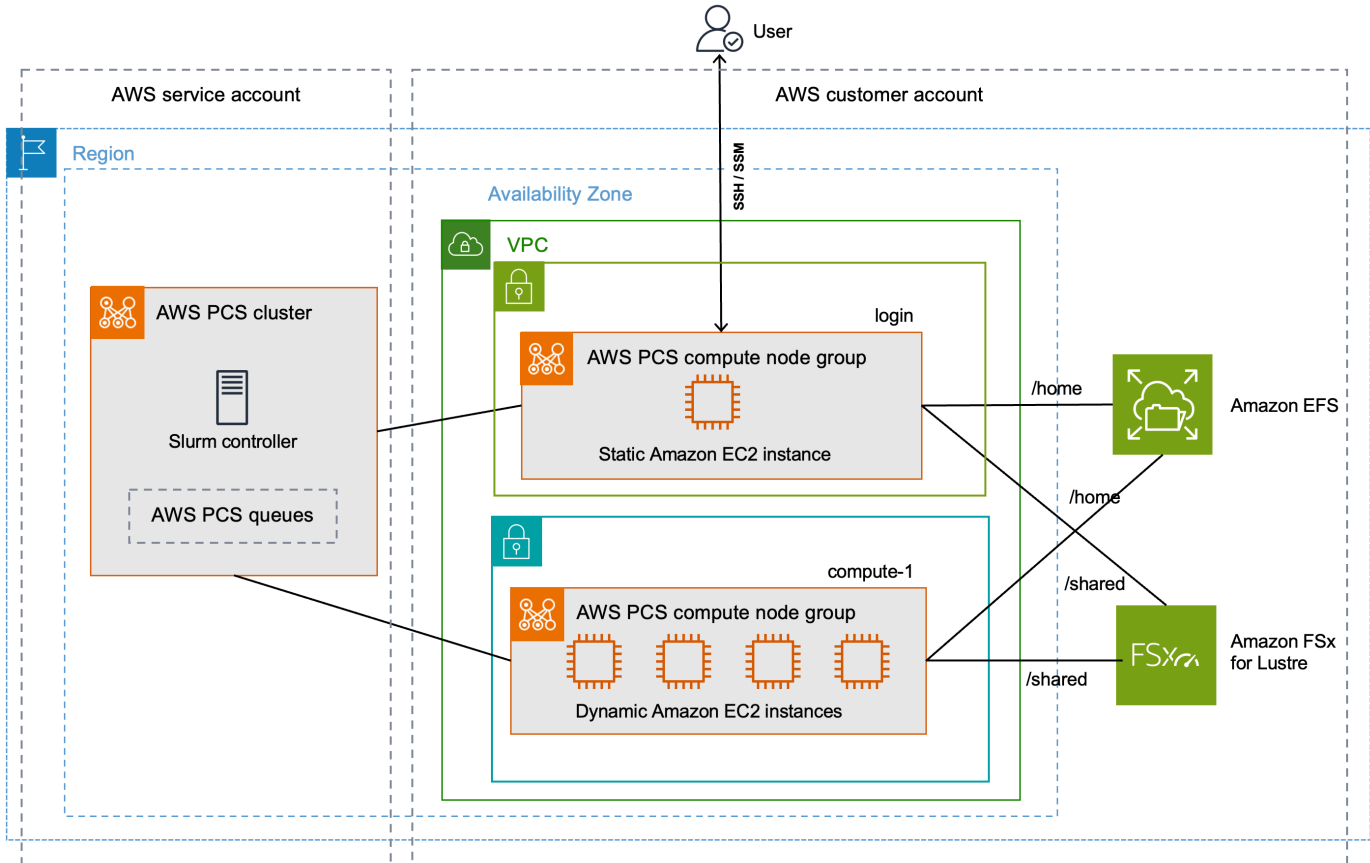 User
AWS service account
AWS customer account
Region
SSH / SSM
Availability Zone
VPC
AWS PCS cluster
login
AWS PCS compute node group
/home
Amazon EFS
Slurm controller
Static Amazon EC2 instance
/home
AWS PCS queues
compute-1
/shared
AWS PCS compute node group
Amazon FSx
for Lustre
FSx
/shared
Dynamic Amazon EC2 instances